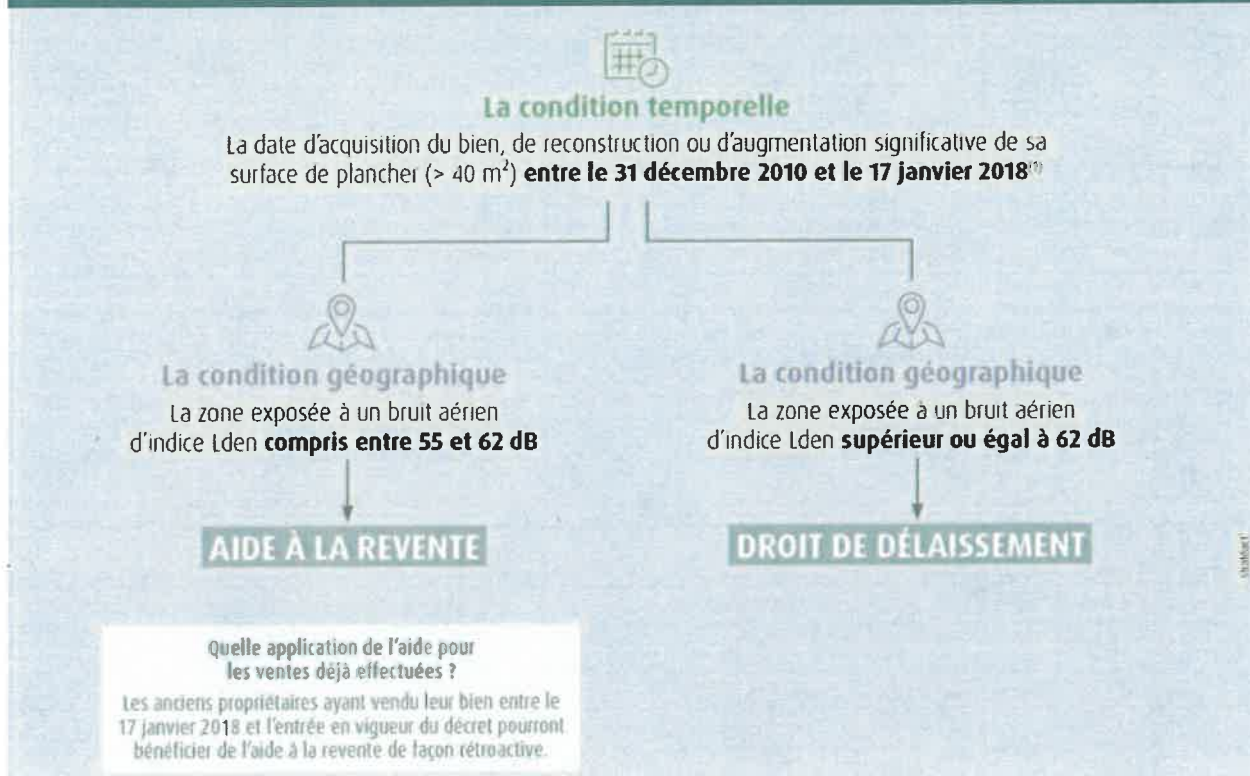 La condition temporelle
La date d'acquisition du bien, de reconstruction ou d'augmentation significative de sa
surface de plancher (> 40 m²) entre le 31 décembre 2010 et le 17 janvier 2018
La condition géographique
La zone exposée à un bruit aérien
d'indice Lden compris entre 55 et 62 dB
AIDE À LA REVENTE
La condition géographique
La zone exposée à un bruit aérien
d'indice Lden supérieur ou égal à 62 dB
DROIT DE DÉLAISSEMENT
Quelle application de l'aide pour
les ventes déjà effectuées ?
Les anciens propriétaires ayant vendu leur bien entre le
17 janvier 2018 et l'entrée en vigueur du décret pourront
bénéficier de l'aide à la revente de façon rétroactive.